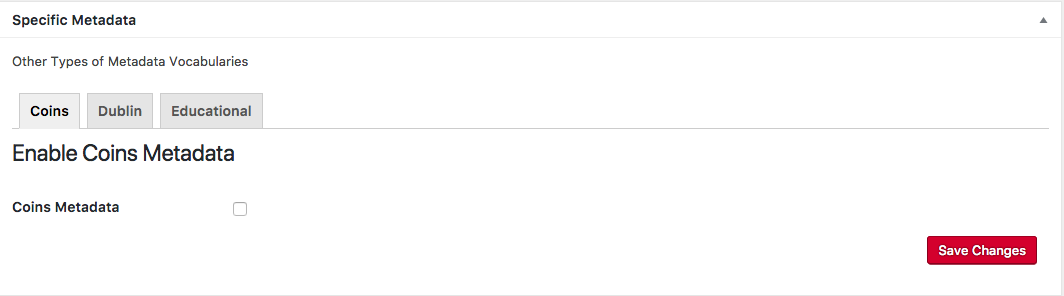 Specific Metadata
Other Types of Metadata Vocabularies
Coins Dublin Educational
Enable Coins Metadata
Coins Metadata
Save Changes